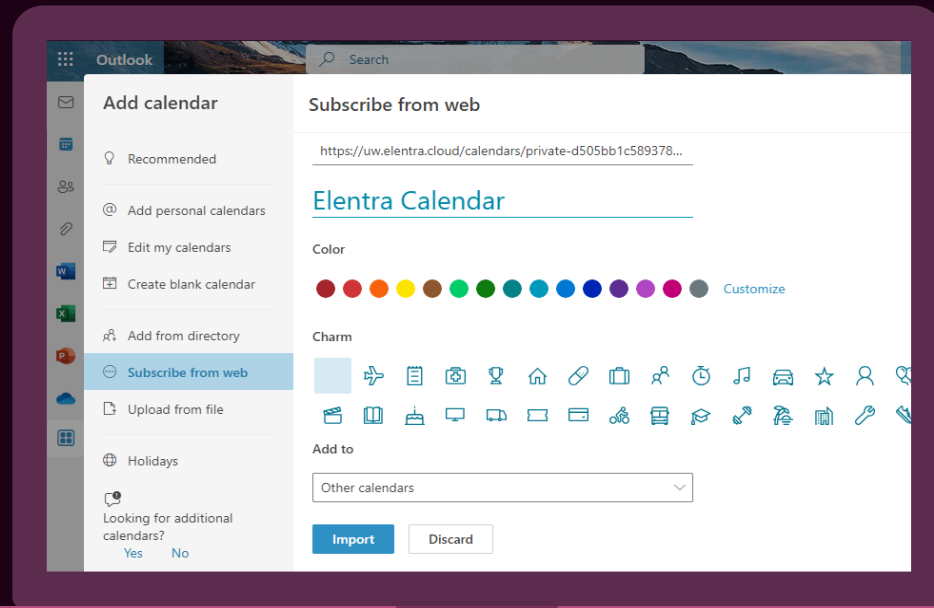 Outlook
Search
Add calendar
Recommended
Add personal calendars
Edit my calendars
Create blank calendar
Add from directory
Subscribe from web
Upload from file
Holidays
Looking for additional
calendars?
Yes No
Subscribe from web
https://uw.elentra.cloud/calendars/private-d505bb1c589378...
Elentra Calendar
Color
Customize
Charm
Add to
Other calendars
Import Discard
W
X
P